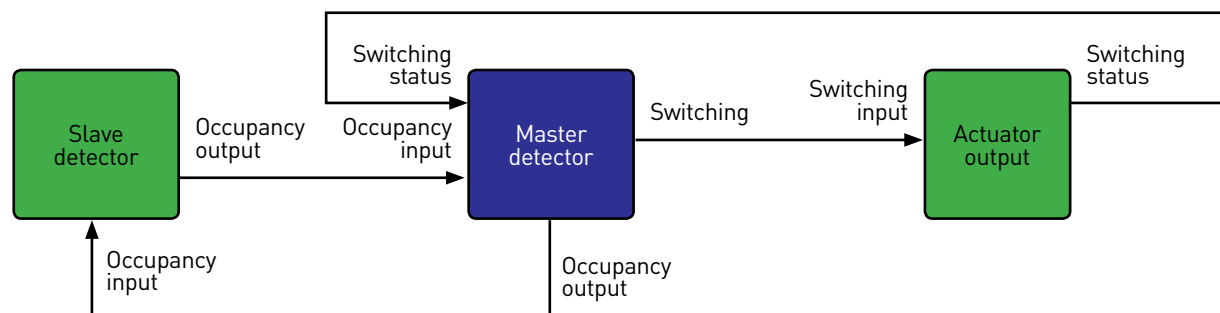 Switching
status
Slave
detector
Occupancy
output
Occupancy
input
Master
detector
Switching
Switching
input
Actuator
output
Switching
status
Occupancy
input
Occupancy
output